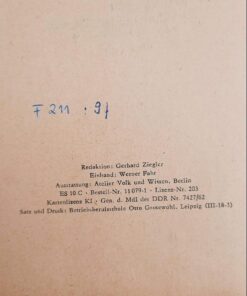 F 211 : 9/
Redaktion: Gerhard Ziegler
Einband: Werner Fahr
Ausstattung: Atelier Volk und Wissen, Berlin
ES 10 C · Bestell-Nr. 11 079-1 · Lizenz-Nr. 203
Kartenlizenz KI · Gen. d. MdI der DDR Nr. 7427/62
Satz und Druck: Betriebsberufsschule Otto Grotewohl, Leipzig (III-18-3)